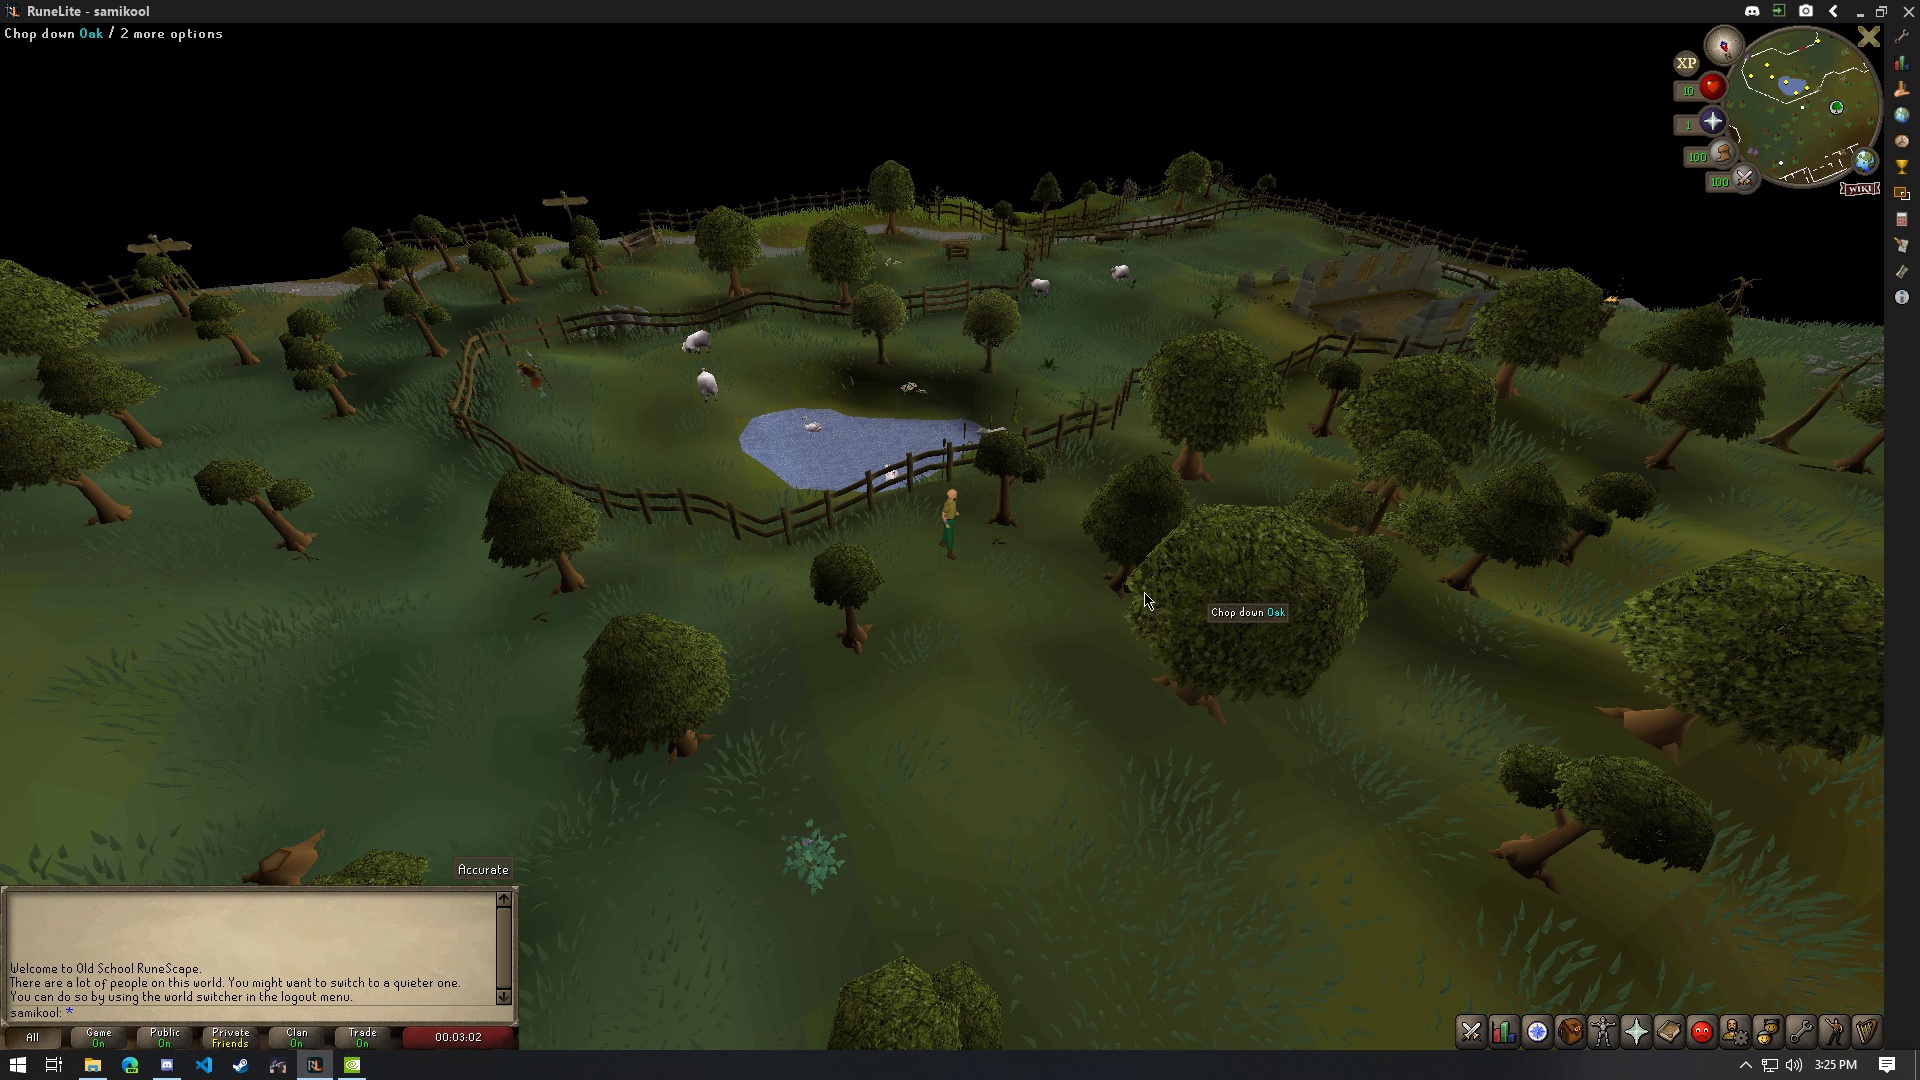 RuneLite - samikool
Chop down Oak / 2 more options
XP
10
1
100
100
WIKI
Chop down Oak
Accurate
Welcome to Old School RuneScape.
There are a lot of people on this world. You might want to switch to a quieter one.
You can do so by using the world switcher in the logout menu.
samikool: *
All
Game
On
Public
On
Private
Friends
Clan
On
Trade
On
00:03:02
3:25 PM